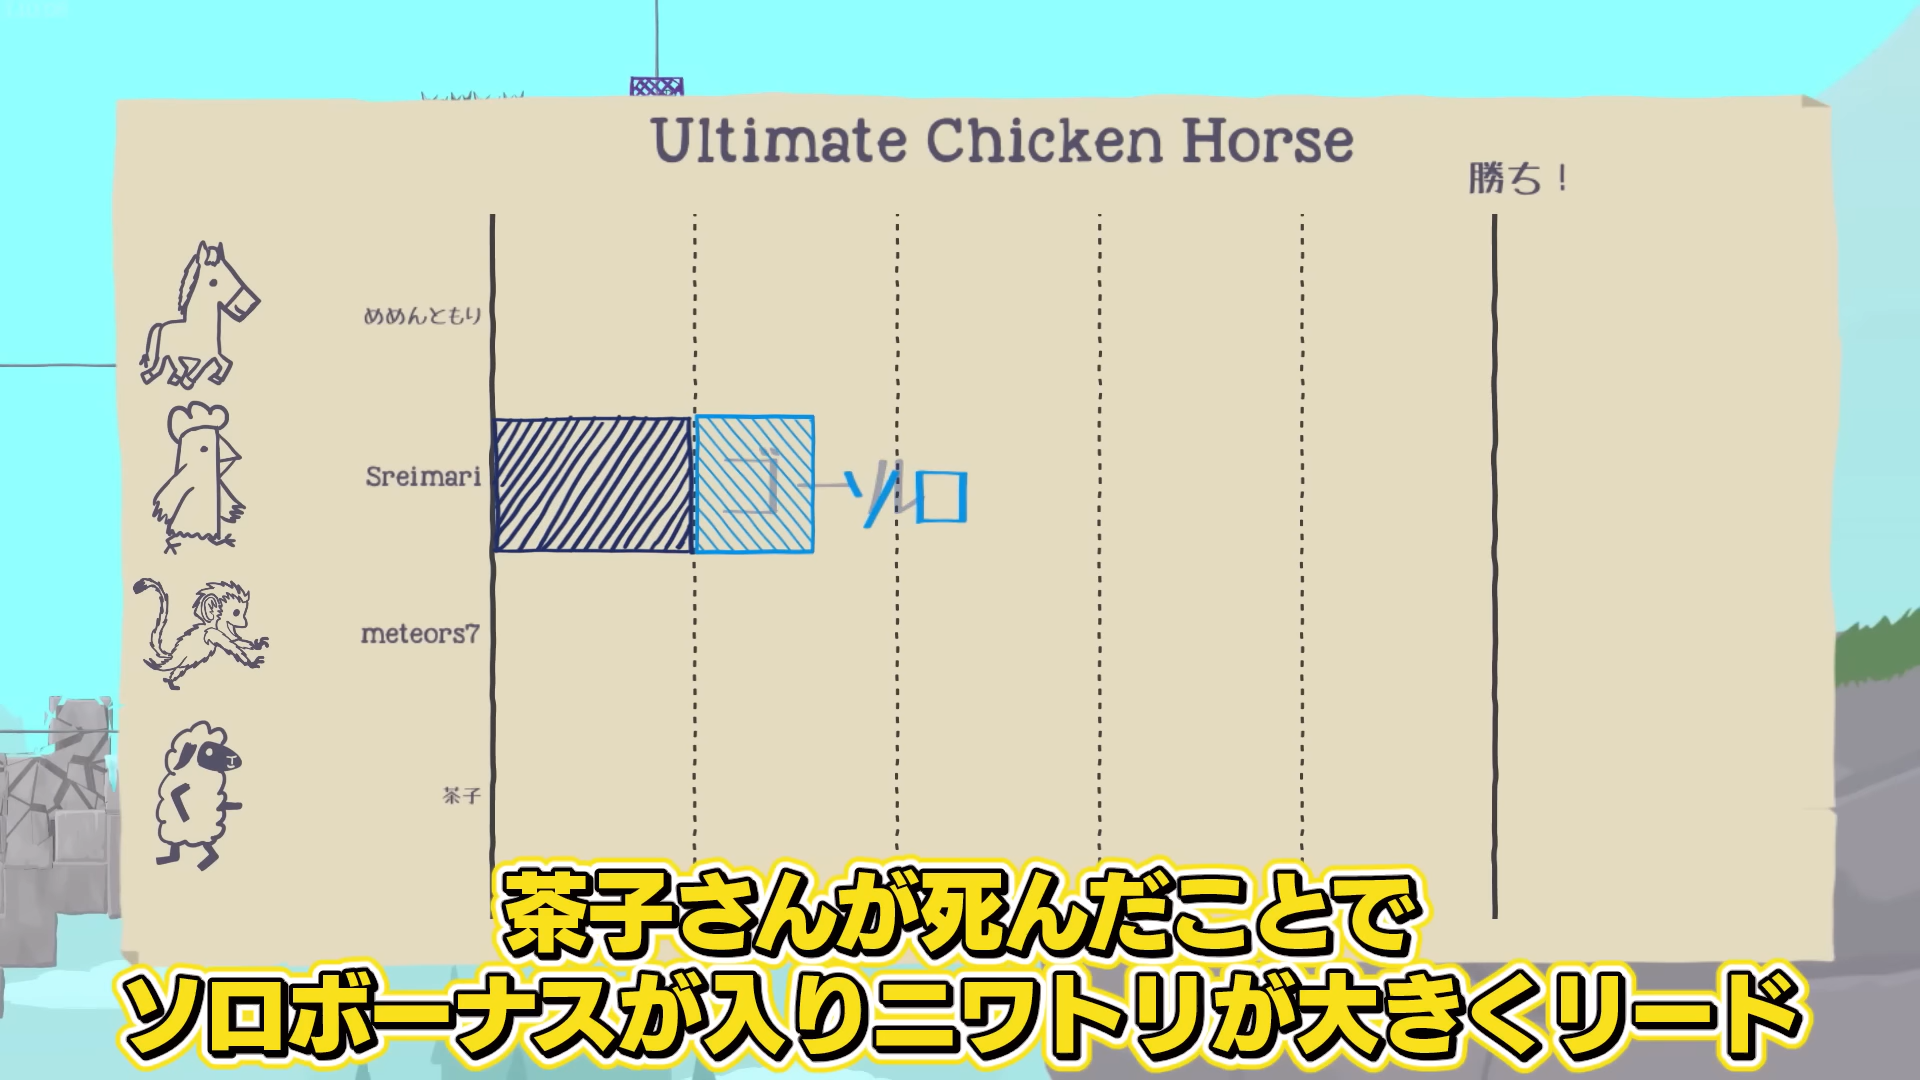 Ultimate Chicken Horse
勝ち！
めめんともり
Sreimari
ゴール
ソロ
meteors7
茶子
茶子さんが死んだことで
ソロボーナスが入りニワトリが大きくリード